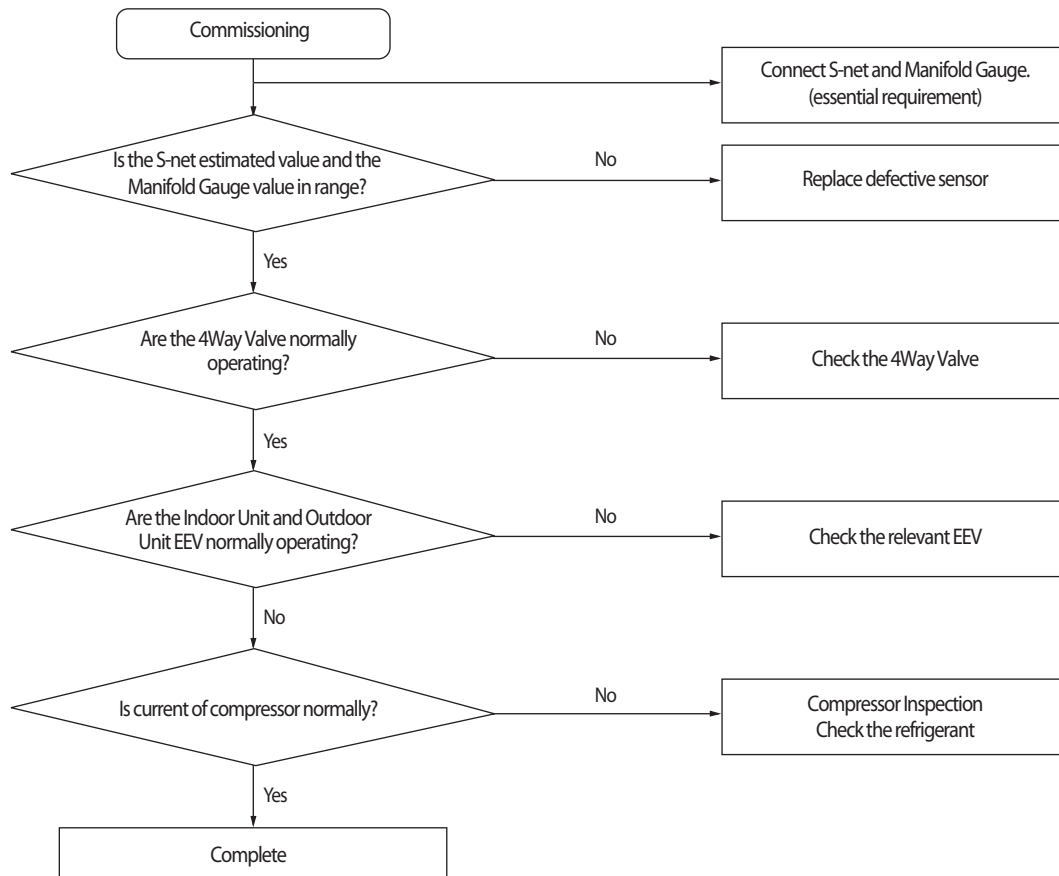 Commissioning
Connect S-net and Manifold Gauge.
(essential requirement)
Is the S-net estimated value and the
Manifold Gauge value in range?
No
Replace defective sensor
Yes
Are the 4Way Valve normally
operating?
No
Check the 4Way Valve
Yes
Are the Indoor Unit and Outdoor
Unit EEV normally operating?
No
Check the relevant EEV
No
Is current of compressor normally?
No
Compressor Inspection
Check the refrigerant
Yes
Complete